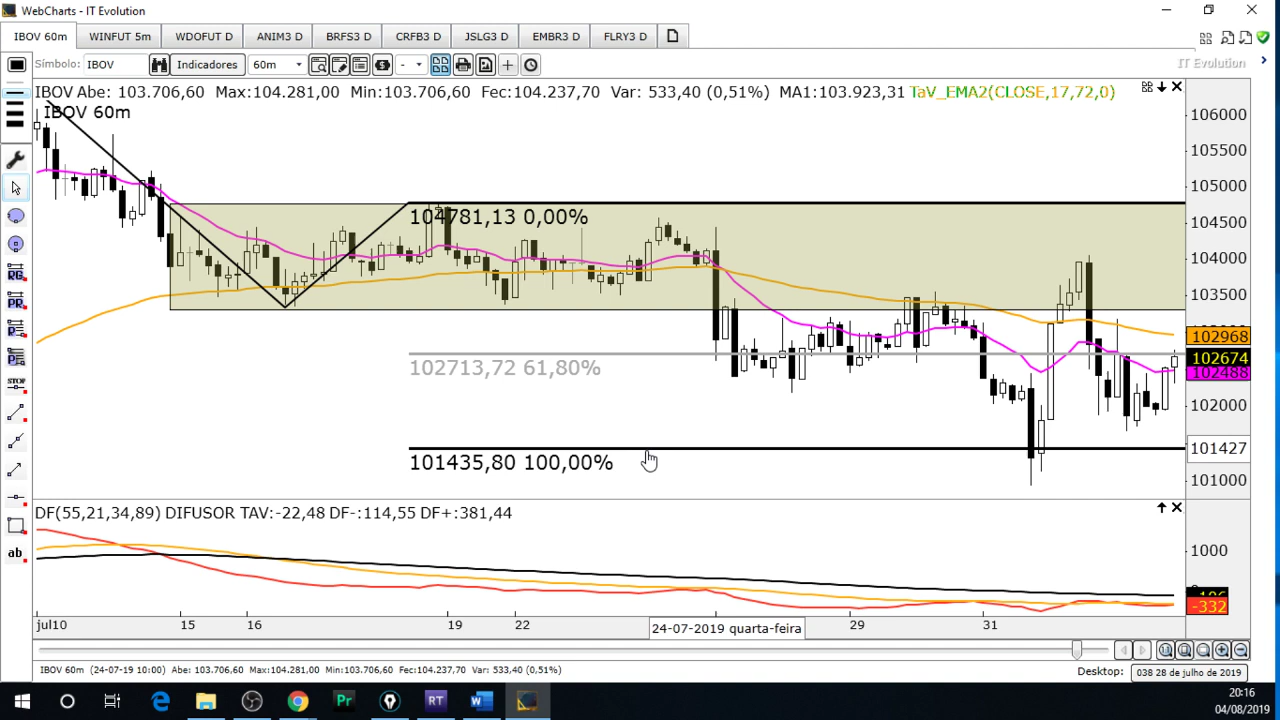 WebCharts - IT Evolution
IBOV 60m WINFUT 5m WDOFUT D ANIM3 D BRFS3 D CRFB3 D JSLG3 D EMBR3 D FLRY3 D
Símbolo: IBOV Indicadores 60m - IT Evolution
IBOV Abe: 103.706,60 Max:104.281,00 Min:103.706,60 Fec:104.237,70 Var: 533,40 (0,51%) MA1:103.923,31 TaV_EMA2(CLOSE,17,72,0)
IBOV 60m
106000
105500
105000
104781,13 0,00%
104500
104000
103500
102968
102674
102713,72 61,80%
102488
102000
101427
101435,80 100,00%
101000
DF(55,21,34,89) DIFUSOR TAV:-22,48 DF-:114,55 DF+:381,44
1000
-332
jul10 15 16 19 22 24-07-2019 quarta-feira 29 31
IBOV 60m (24-07-19 10:00) Abe: 103.706,60 Max:104.281,00 Min:103.706,60 Fec:104.237,70 Var: 533,40 (0,51%) Desktop: 038 28 de julho de 2019
RG
PR
STOP
ab
Pr RT W
20:16
04/08/2019